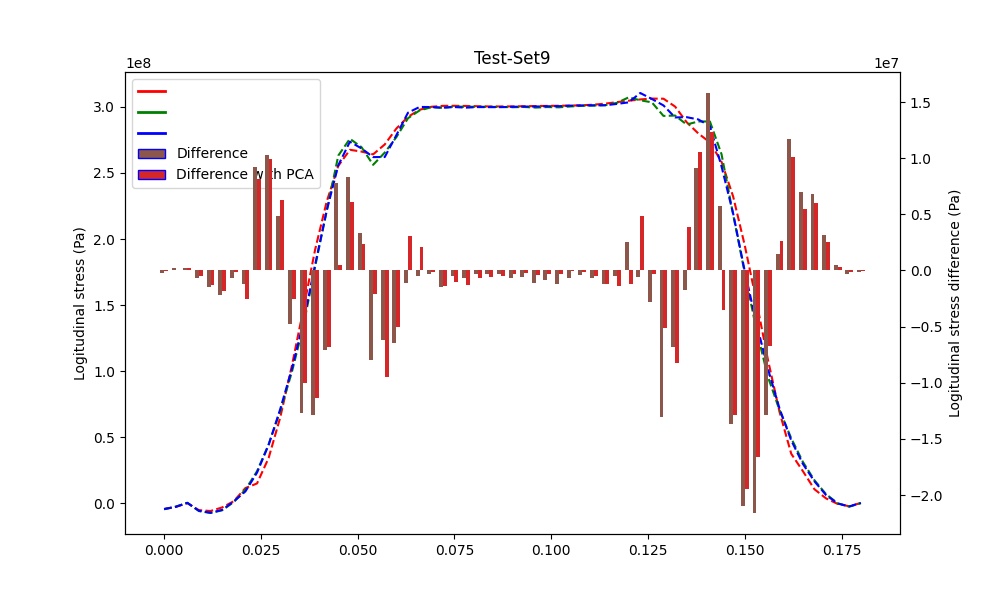 Test-Set9
1e8
1e7
Difference
Difference with PCA
3.0
2.5
2.0
1.5
1.0
0.5
0.0
Logitudinal stress (Pa)
1.5
1.0
0.5
0.0
−0.5
−1.0
−1.5
−2.0
Logitudinal stress difference (Pa)
0.000 0.025 0.050 0.075 0.100 0.125 0.150 0.175